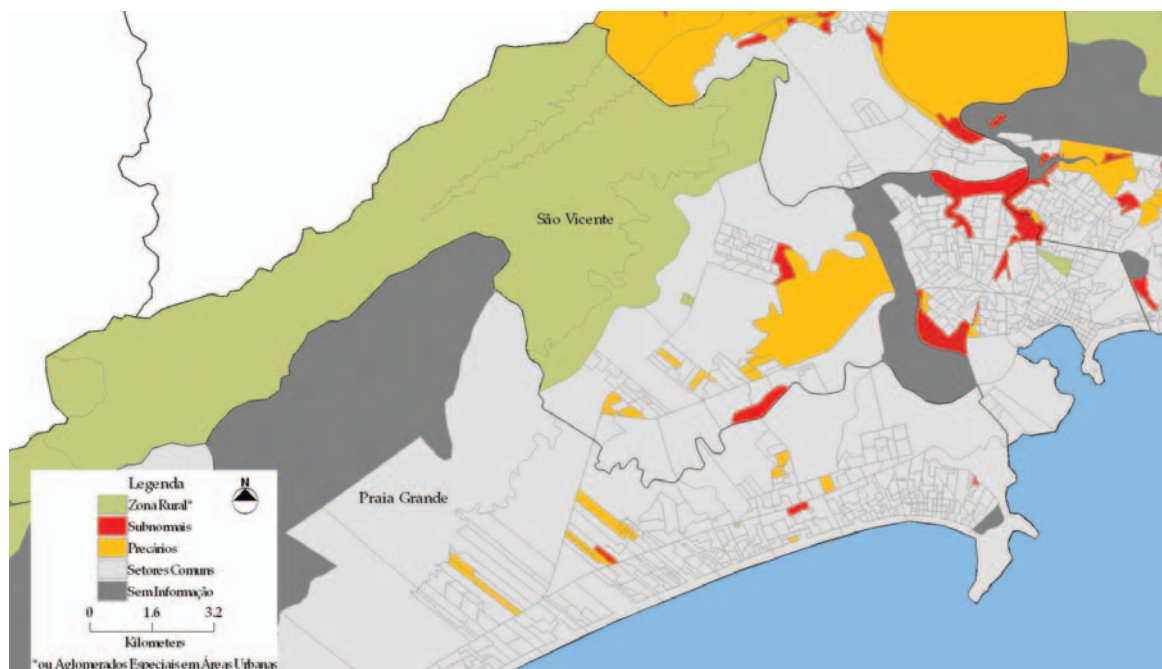 São Vicente
Praia Grande
Legenda
N
Zona Rural*
Subnormais
Precários
Setores Comuns
Sem Informação
0 1.6 3.2
Kilometers
*ou Aglomerados Especiais em Áreas Urbanas